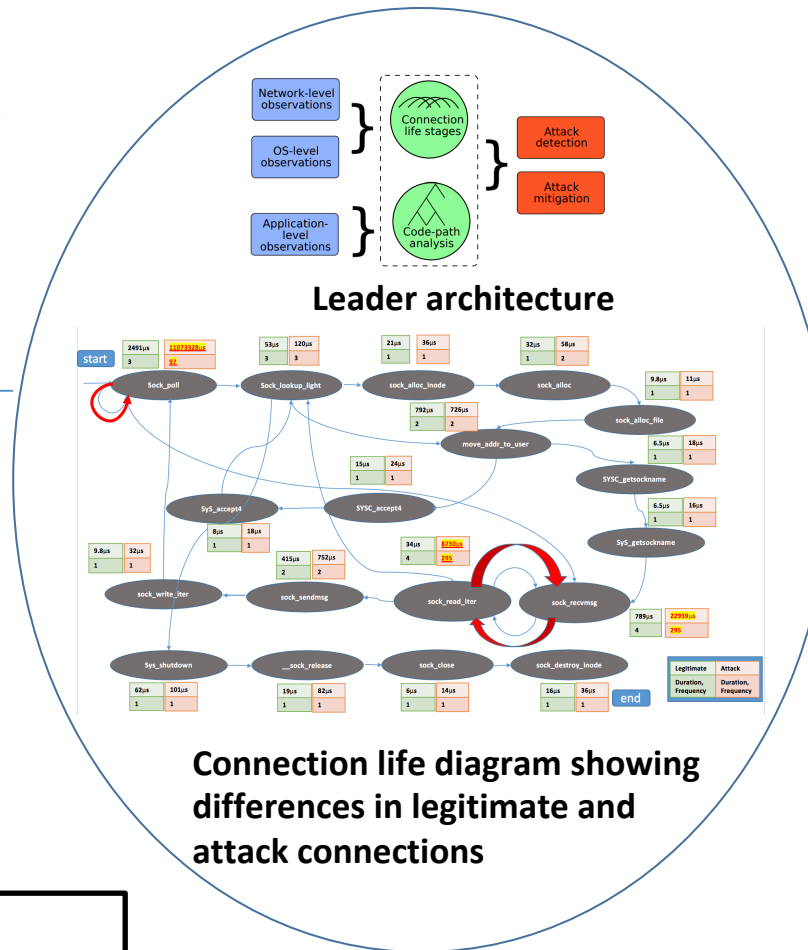 Network-level
observations
OS-level
observations
Application-
level
observations
Connection
life stages
Code-path
analysis
Attack
detection
Attack
mitigation
Leader architecture
start
2491µs 11073328µs
3 92
Sock_poll
53µs 120µs
3 3
Sock_lookup_light
21µs 36µs
1 1
sock_alloc_inode
32µs 58µs
1 2
sock_alloc
9.8µs 11µs
1 1
sock_alloc_file
792µs 726µs
2 2
move_addr_to_user
6.5µs 18µs
1 1
SYSC_getsockname
15µs 24µs
1 1
SyS_accept4
SYSC_accept4
6.5µs 16µs
1 1
SyS_getsockname
8µs 18µs
1 1
9.8µs 32µs
1 1
sock_write_iter
415µs 752µs
2 2
sock_sendmsg
34µs 8750µs
4 295
sock_read_iter
sock_recvmsg
789µs 22939µs
4 295
Sys_shutdown
__sock_release
sock_close
sock_destroy_inode
62µs 101µs
1 1
19µs 82µs
1 1
6µs 14µs
1 1
16µs 36µs
1 1
end
Legitimate Attack
Duration, Duration,
Frequency Frequency
Connection life diagram showing
differences in legitimate and
attack connections